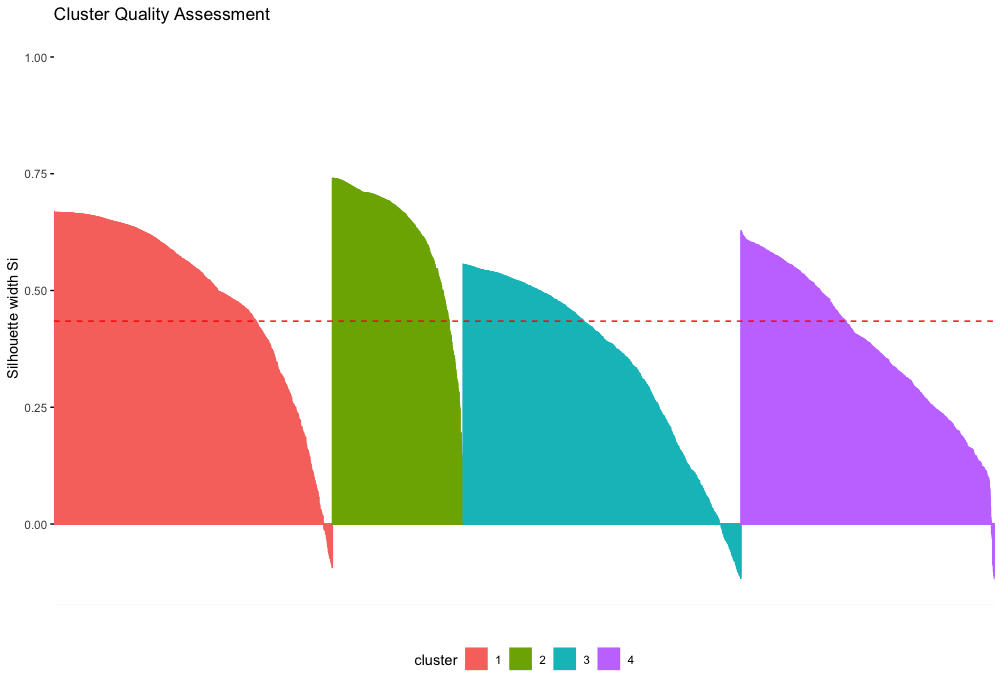 Cluster Quality Assessment
1.00
0.75
0.50
0.25
0.00
Silhouette width Si
cluster 1 2 3 4